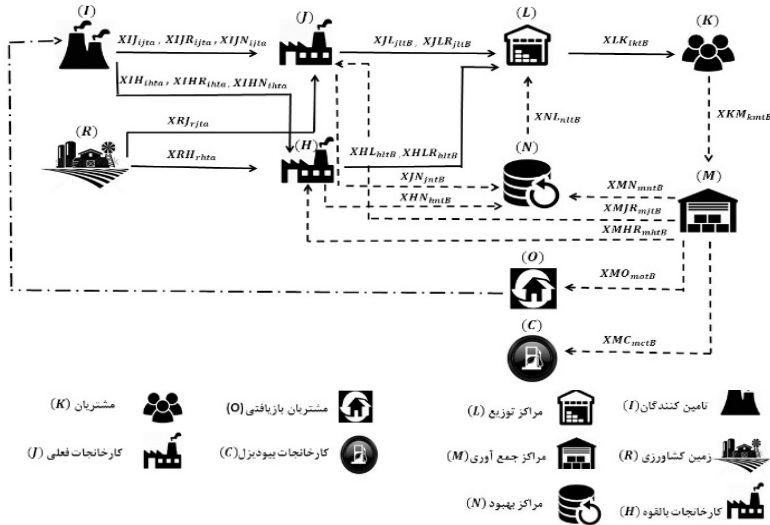 (I)
(J)
(L)
(K)
XIJ_ijta, XIJR_ijta, XIJN_ijta
XJL_jltB, XJLR_jltB
XLK_lktB
XIH_ihta, XIHR_ihta, XIHN_ihta
XNL_nltB
XKM_kmtB
(R)
XRJ_rjta
(H)
(N)
XRH_rhta
XHL_hltB, XHLR_hltB
XJN_jntB
(M)
XHN_hntB
XMN_mntB
XMJR_mjtB
XMHR_mhtB
(O)
XMO_motB
(C)
XMC_mctB
تامین کنندگان (I)
مراکز توزیع (L)
مشتریان بازیافتی (O)
مشتریان (K)
زمین کشاورزی (R)
مراکز جمع آوری (M)
کارخانجات بیودیزل (C)
کارخانجات فعلی (J)
کارخانجات بالقوه (H)
مراکز بهبود (N)